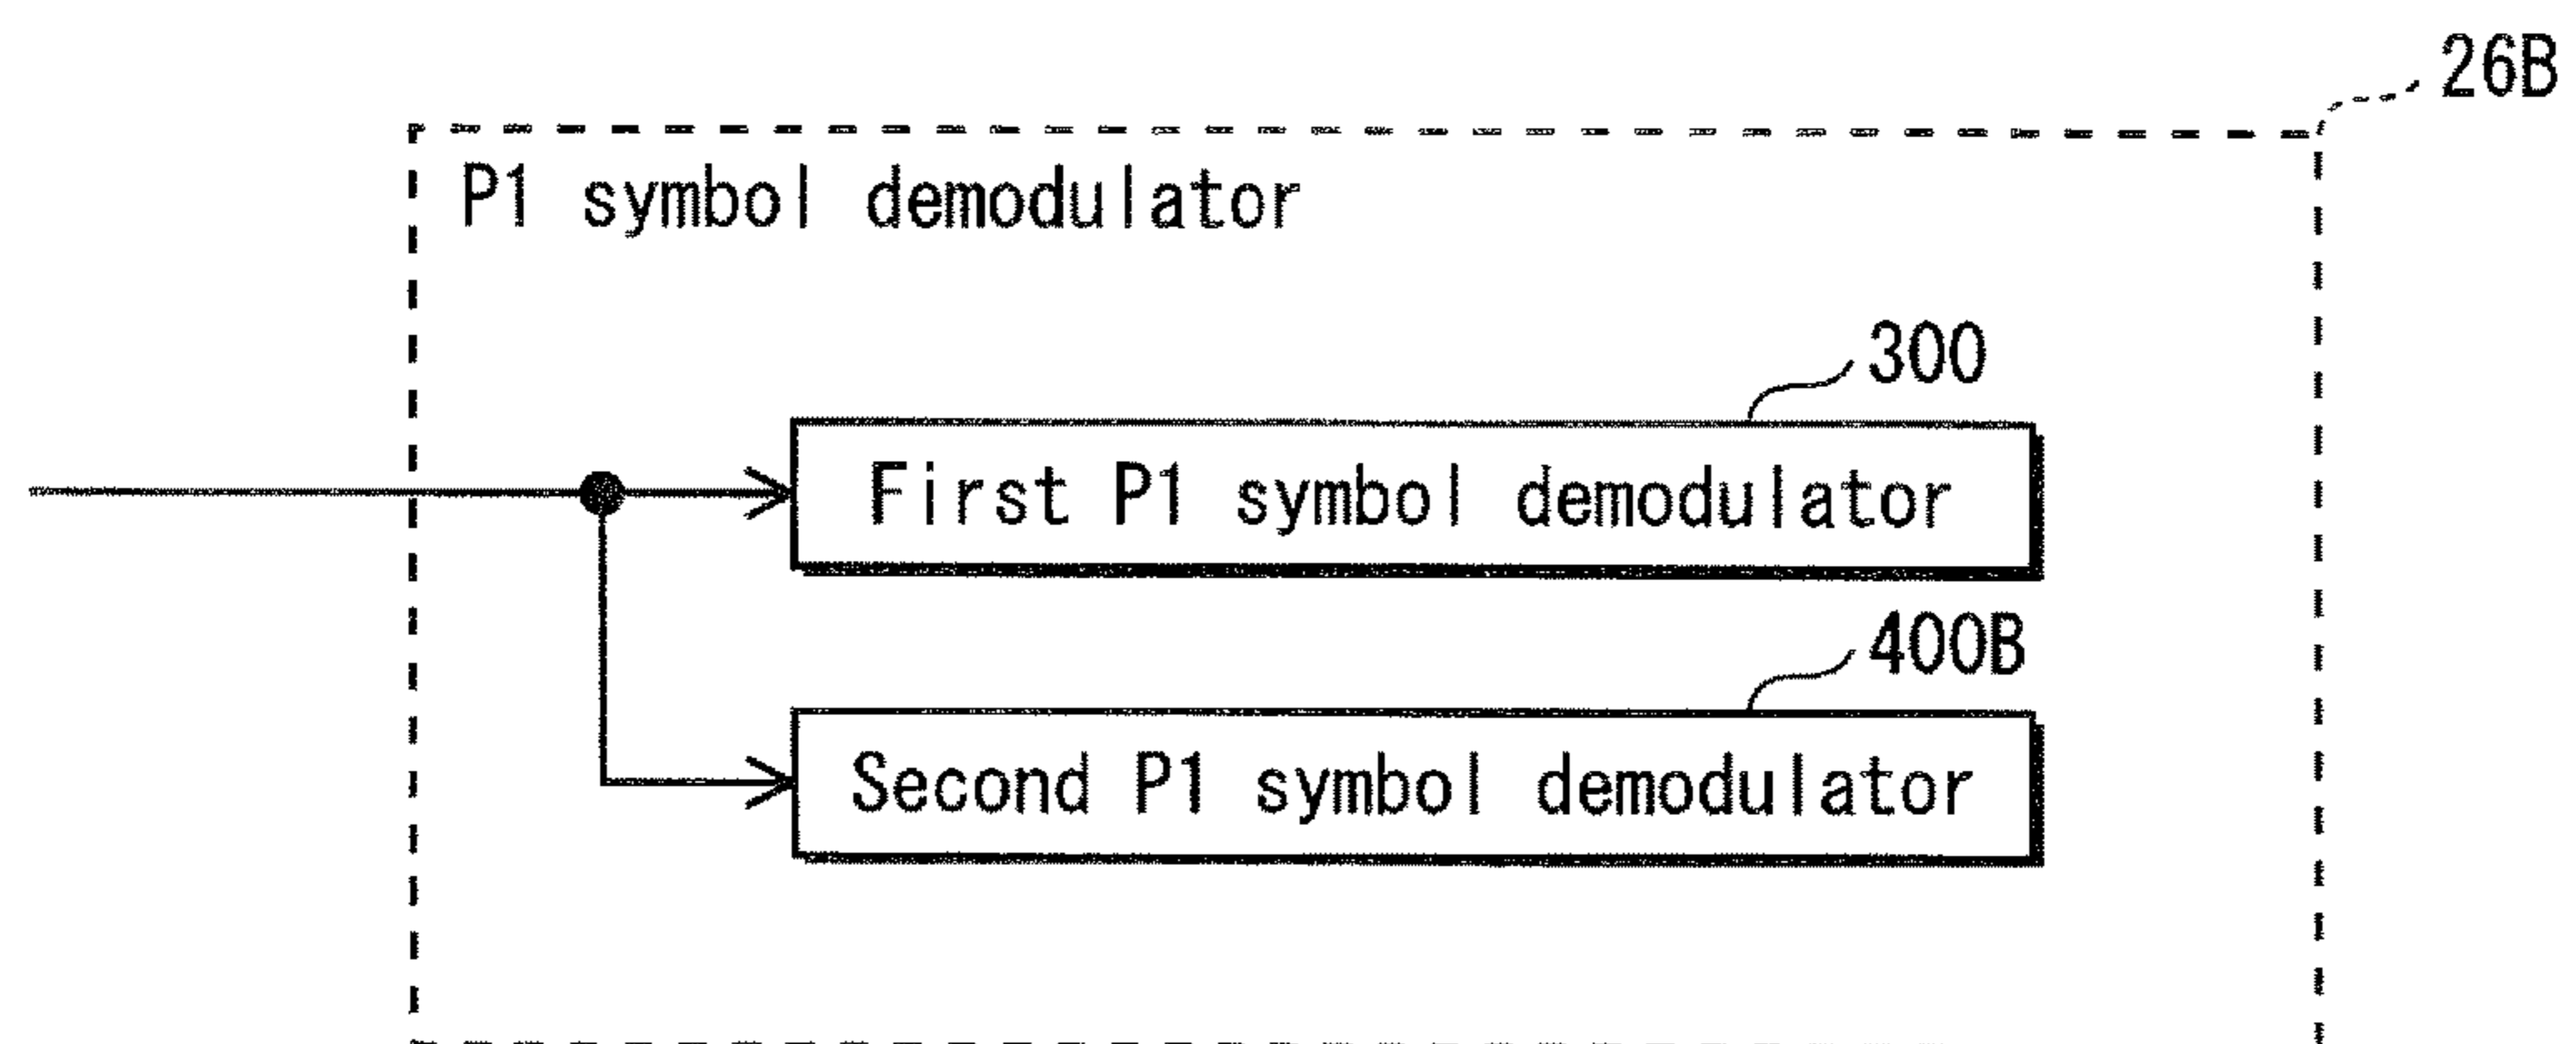 26B
P1 symbol demodulator
300
First P1 symbol demodulator
400B
Second P1 symbol demodulator